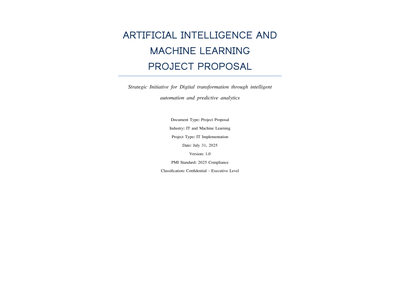 ARTIFICIAL INTELLIGENCE AND
MACHINE LEARNING
PROJECT PROPOSAL
Strategic Initiative for Digital transformation through intelligent
automation and predictive analytics
Document Type: Project Proposal
Industry: IT and Machine Learning
Project Type: IT Implementation
Date: July 31, 2025
Version: 1.0
PMI Standard: 2025 Compliance
Classification: Confidential - Executive Level